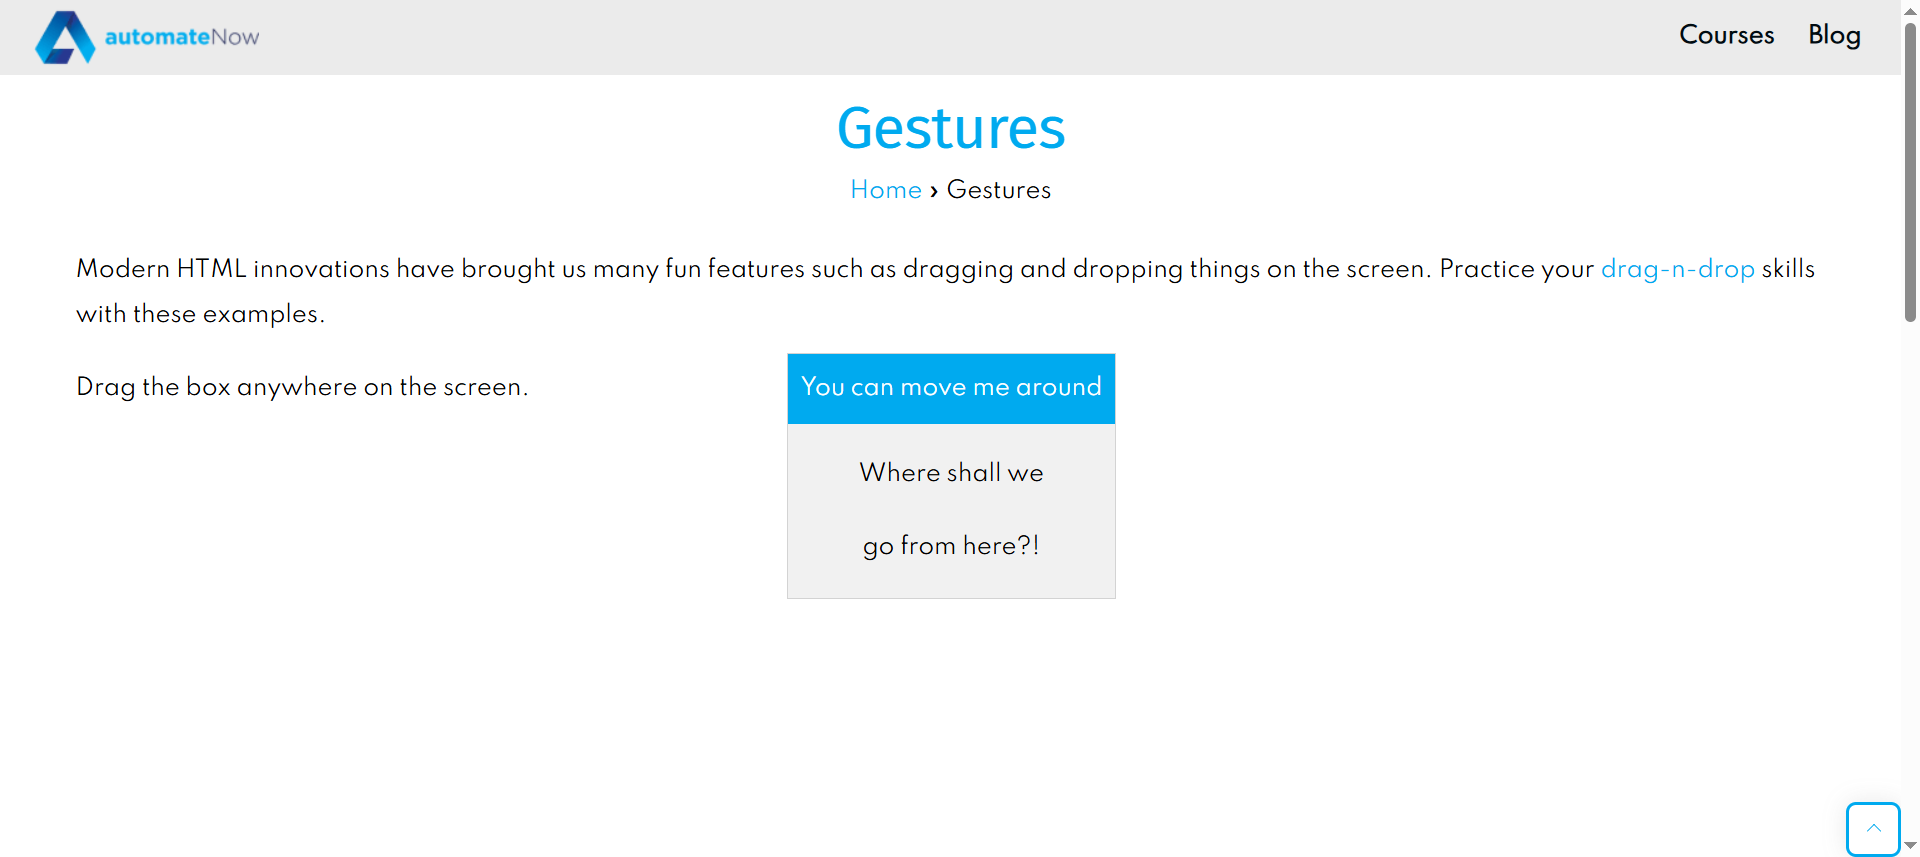 automateNow
Courses Blog
Gestures
Home › Gestures
Modern HTML innovations have brought us many fun features such as dragging and dropping things on the screen. Practice your drag-n-drop skills
with these examples.
Drag the box anywhere on the screen.
You can move me around
Where shall we
go from here?!